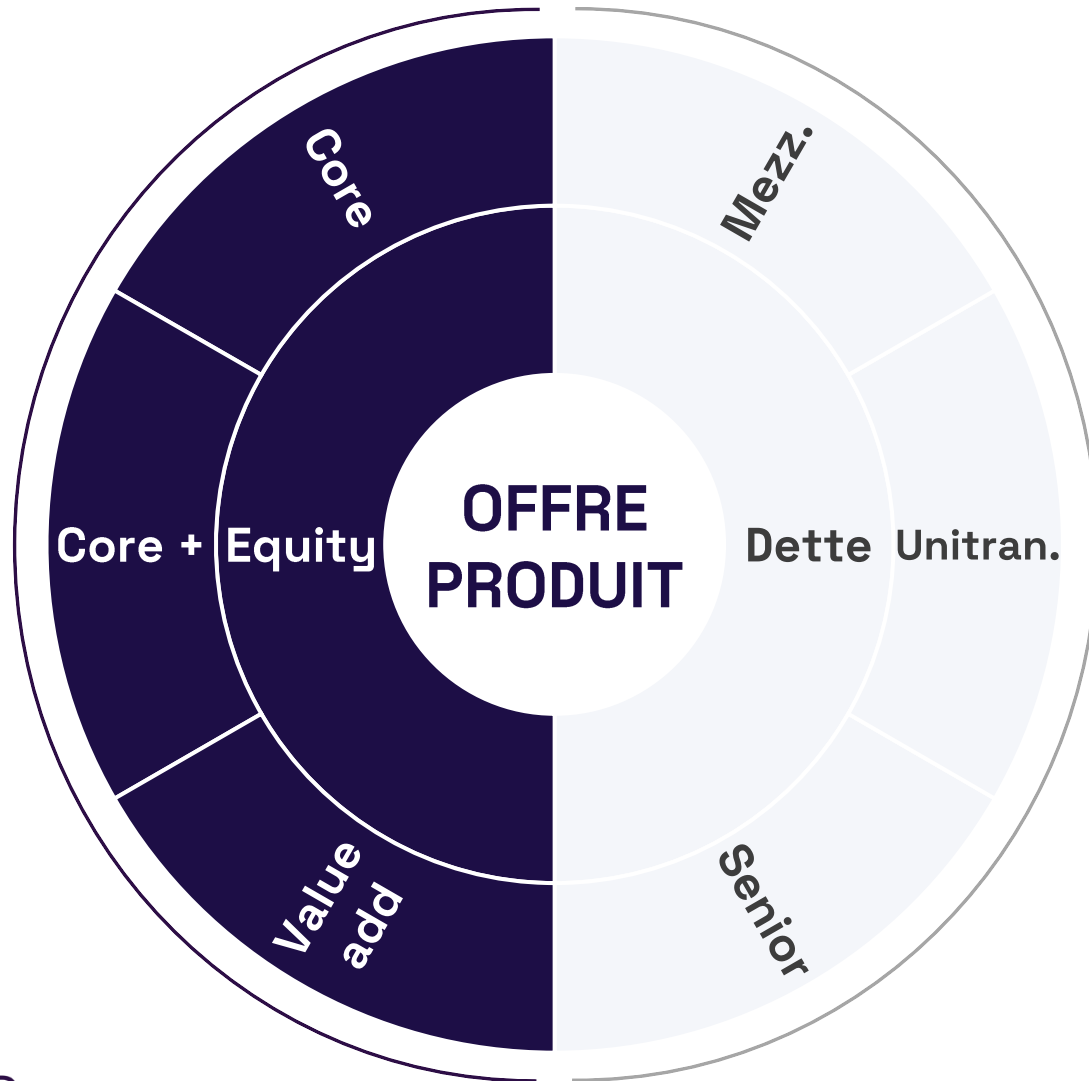 OFFRE
PRODUIT
Equity
Core
Core +
Value
add
Dette
Mezz.
Unitran.
Senior